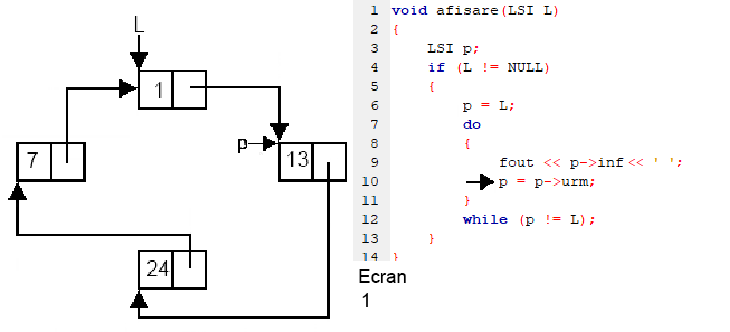 L
1
p
13
7
24
1 void afisare(LSI L)
2 {
3 LSI p;
4 if (L != NULL)
5 {
6 p = L;
7 do
8 {
9 fout << p->inf << ' ';
10 p = p->urm;
11 }
12 while (p != L);
13 }
14 }
Ecran
1